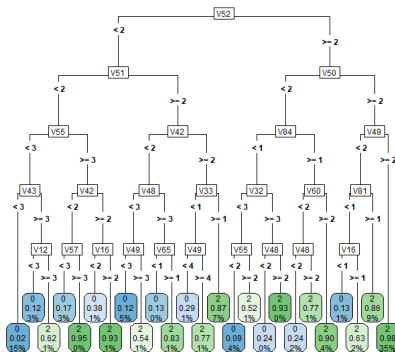 V52
< 2 >= 2
V51 V50
< 2 >= 2 < 2 >= 2
V55 V42 V84 V49
< 3 >= 3 < 2 >= 2 < 1 >= 1 < 2 >= 2
V43 V42 V48 V33 V32 V60 V81
< 3 >= 3 < 2 >= 2 < 2 >= 2 < 1 >= 1 < 3 >= 3 < 2 >= 2 < 1 >= 1
V12 V57 V16 V49 V65 V49 V55 V48 V48 V16
< 3 >= 3 < 3 >= 3 < 2 >= 2 < 3 >= 3 < 3 >= 3 < 4 >= 4 < 2 >= 2 < 2 >= 2 < 2 >= 2 < 1 >= 1
0 0 0 0 0 0 2 2 2 2 0 2
0.12 0.17 0.38 0.12 0.13 0.29 0.87 0.52 0.93 0.77 0.13 0.86
3% 3% 1% 5% 0% 1% 7% 1% 0% 1% 1% 9%
0 2 2 2 2 2 2 0 0 0 2 2 2
0.02 0.62 0.95 0.93 0.54 0.83 0.77 0.09 0.24 0.24 0.90 0.63 0.98
15% 1% 0% 2% 1% 1% 1% 4% 0% 2% 4% 2% 35%